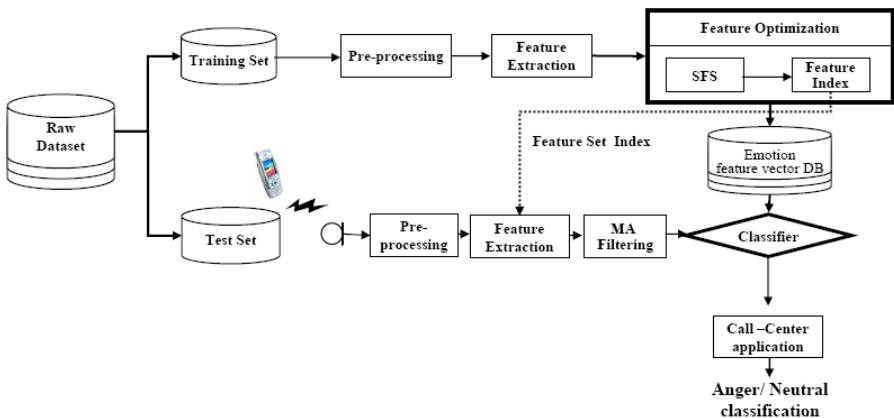 Feature Optimization
Training Set
Pre-processing
Feature
Extraction
SFS
Feature
Index
Raw
Dataset
Feature Set Index
Emotion
feature vector DB
Test Set
Pre-
processing
Feature
Extraction
MA
Filtering
Classifier
Call –Center
application
Anger/ Neutral
classification